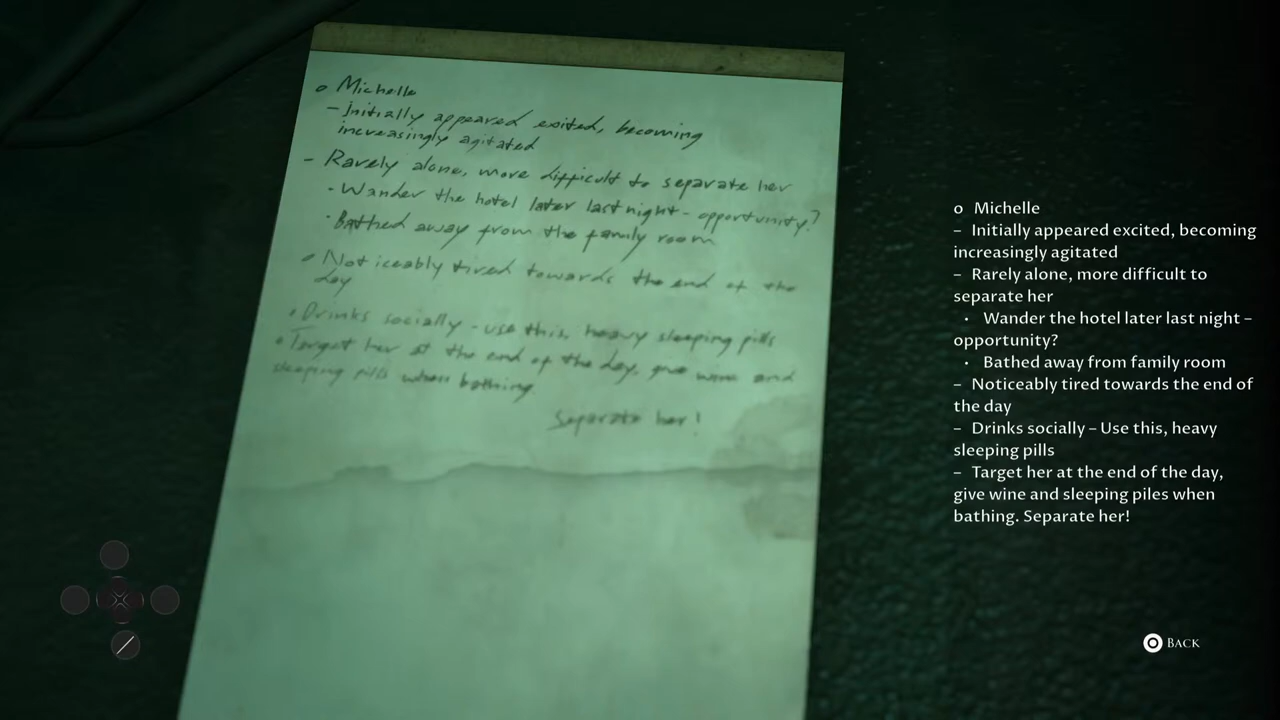 o Michelle
- Initially appeared exited, becoming
increasingly agitated
- Rarely alone, more difficult to separate her
· Wander the hotel later last night - opportunity?
· Bathed away from the family room
· Noticeably tired towards the end of the
day
· Drinks socially - use this, heavy sleeping pills
· Target her at the end of the day, give wine and
sleeping pills when bathing.
Separate her!
o Michelle
– Initially appeared excited, becoming
increasingly agitated
– Rarely alone, more difficult to
separate her
· Wander the hotel later last night –
opportunity?
· Bathed away from family room
– Noticeably tired towards the end of
the day
– Drinks socially – Use this, heavy
sleeping pills
– Target her at the end of the day,
give wine and sleeping piles when
bathing. Separate her!
BACK